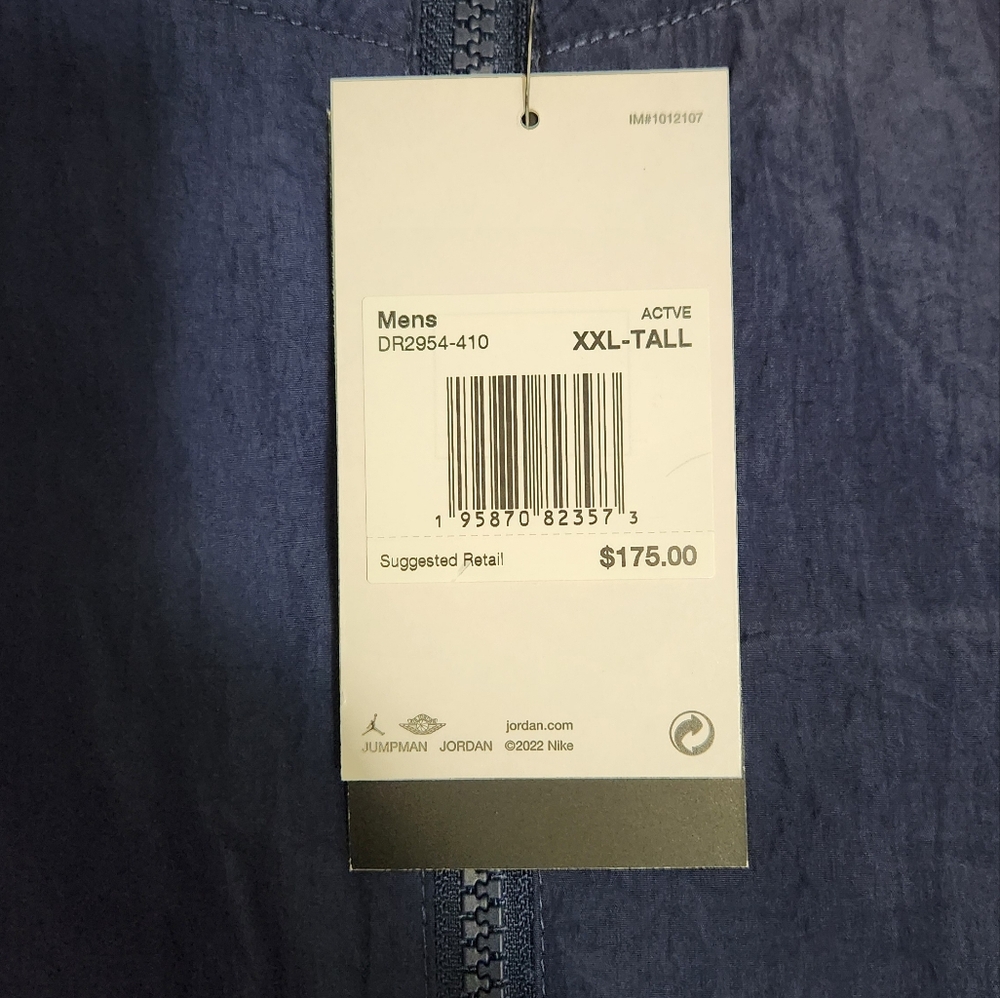 IM#1012107
Mens
ACTVE
DR2954-410
XXL-TALL
1 95870 82357 3
Suggested Retail
$175.00
jordan.com
JUMPMAN JORDAN ©2022 Nike